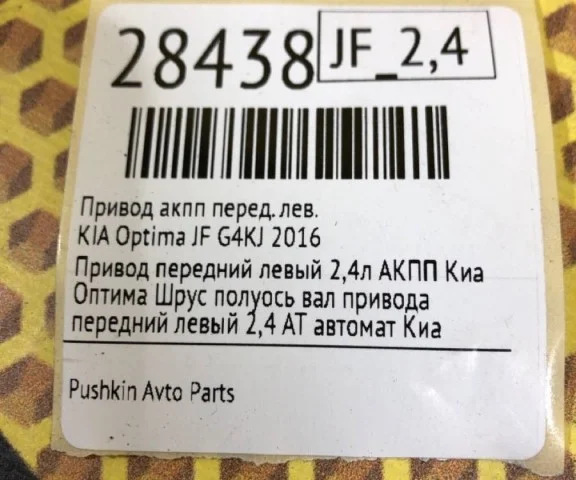 28438 JF_2,4
Привод акпп перед. лев.
KIA Optima JF G4KJ 2016
Привод передний левый 2,4л АКПП Киа
Оптима Шрус полуось вал привода
передний левый 2,4 АТ автомат Киа
Pushkin Avto Parts